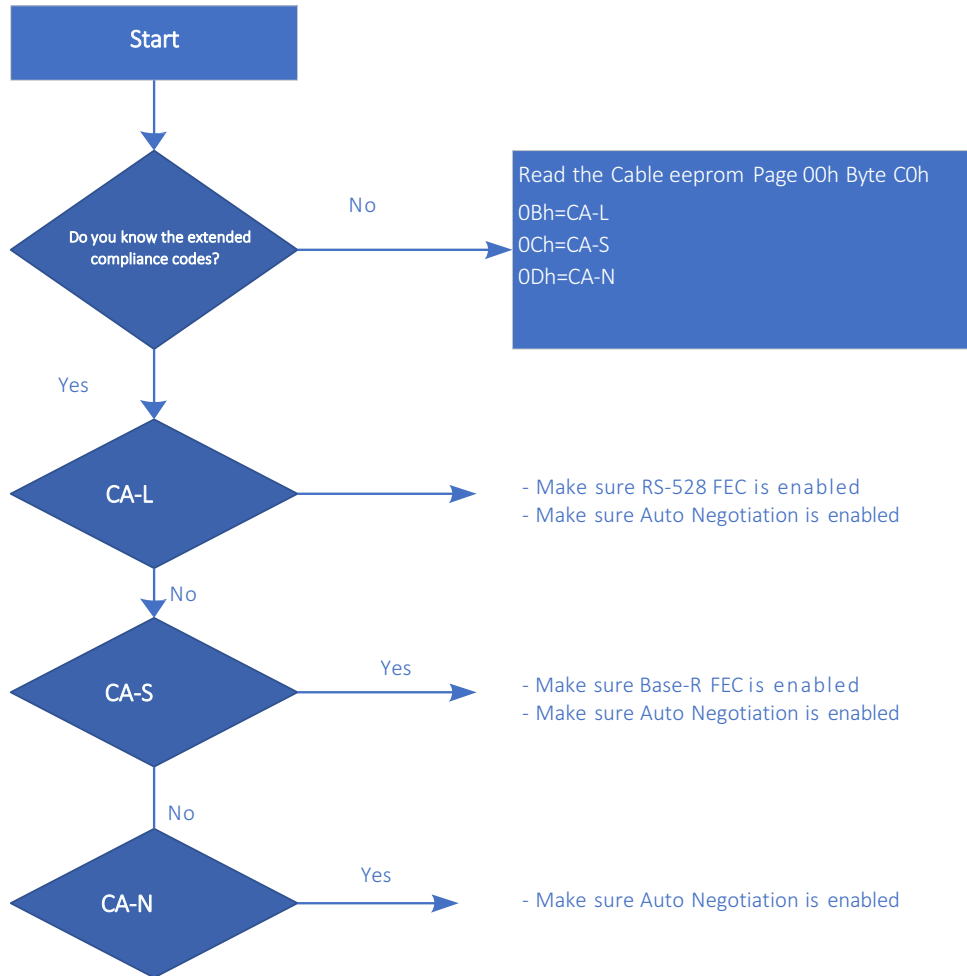 Start
Do you know the extended
compliance codes?
No
Read the Cable eeprom Page 00h Byte C0h
0Bh=CA-L
0Ch=CA-S
0Dh=CA-N
Yes
CA-L
- Make sure RS-528 FEC is enabled
- Make sure Auto Negotiation is enabled
No
CA-S
Yes
- Make sure Base-R FEC is enabled
- Make sure Auto Negotiation is enabled
No
CA-N
Yes
- Make sure Auto Negotiation is enabled